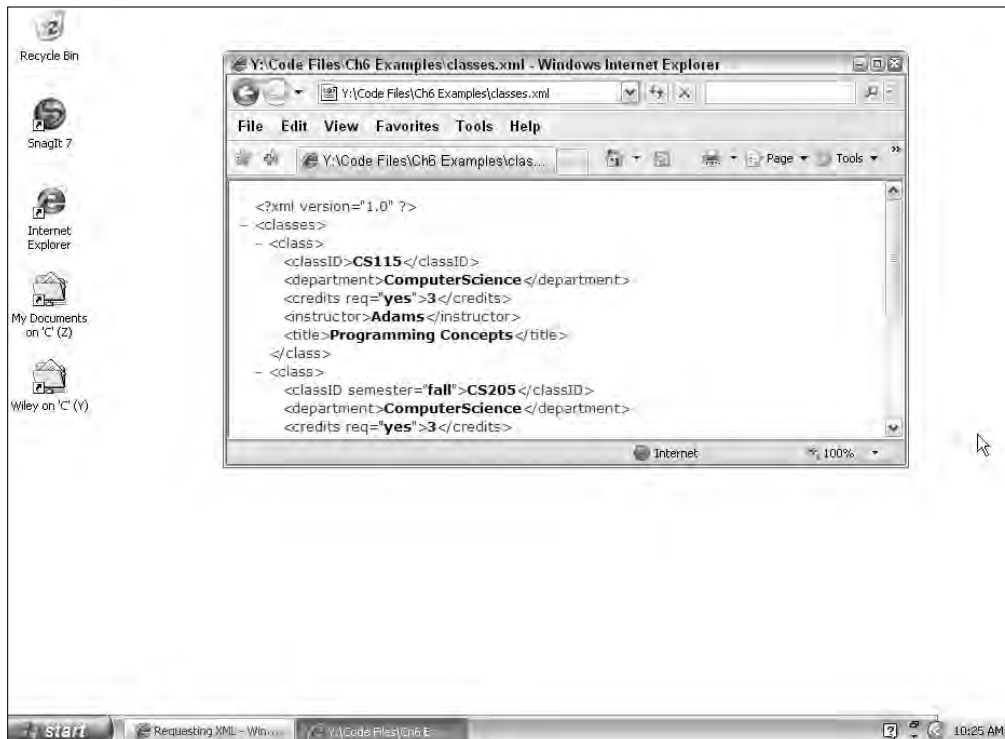 Recycle Bin
SnagIt 7
Internet
Explorer
My Documents
on 'C' (Z)
Wiley on 'C' (Y)
Y:\Code Files\Ch6 Examples\classes.xml - Windows Internet Explorer
Y:\Code Files\Ch6 Examples\classes.xml
File Edit View Favorites Tools Help
Y:\Code Files\Ch6 Examples\clas... Page Tools »
<?xml version="1.0" ?>
– <classes>
– <class>
<classID>CS115</classID>
<department>ComputerScience</department>
<credits req="yes">3</credits>
<instructor>Adams</instructor>
<title>Programming Concepts</title>
</class>
– <class>
<classID semester="fall">CS205</classID>
<department>ComputerScience</department>
<credits req="yes">3</credits>
Internet 100%
start Requesting XML - Win... Y:\Code Files\Ch6 E... 10:25 AM